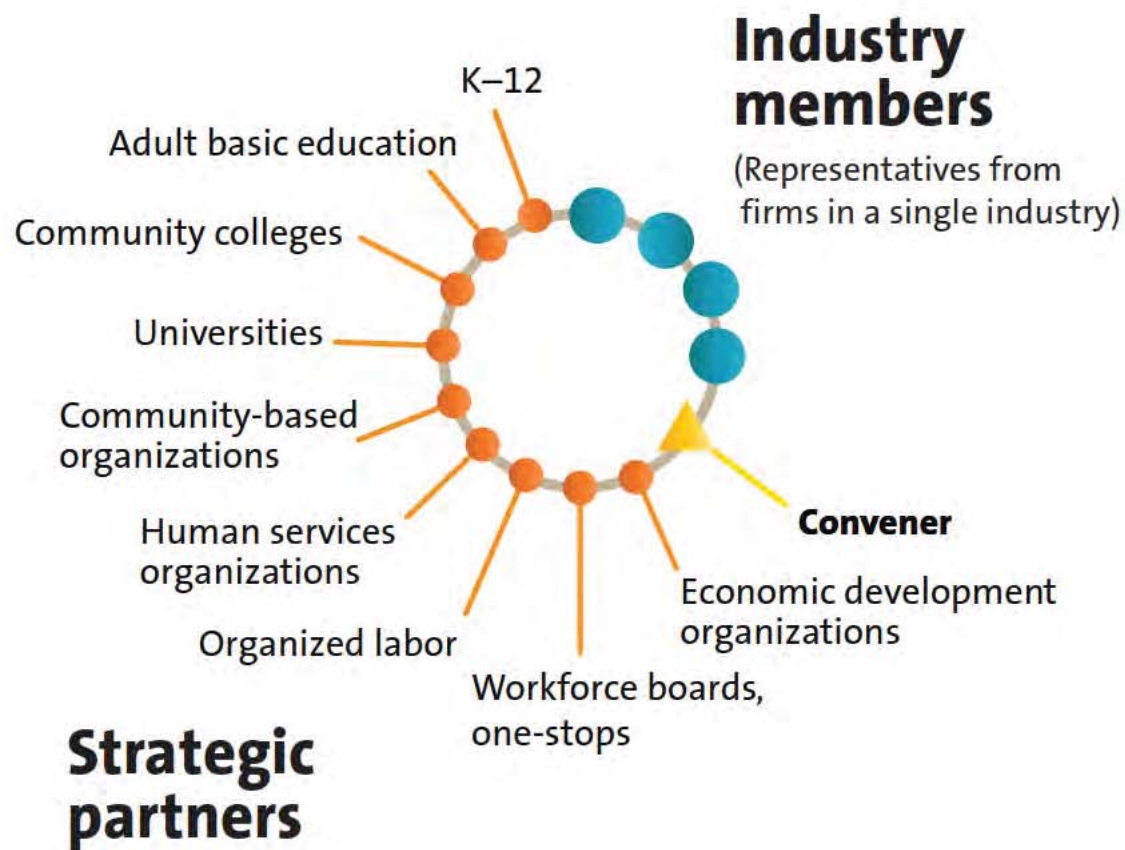 Industry
members
(Representatives from
firms in a single industry)
K–12
Adult basic education
Community colleges
Universities
Community-based
organizations
Human services
organizations
Organized labor
Workforce boards,
one-stops
Economic development
organizations
Convener
Strategic
partners